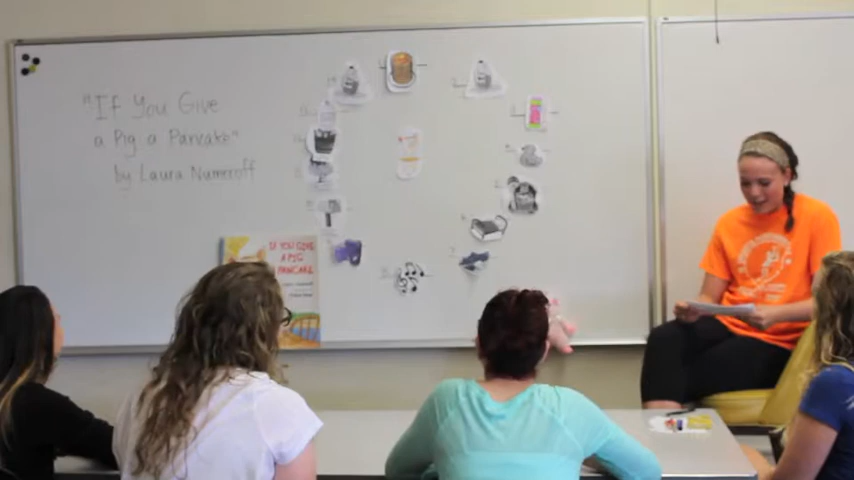 "If You Give
a Pig a Pancake"
by Laura Numeroff
IF YOU GIVE
A PIG
A PANCAKE